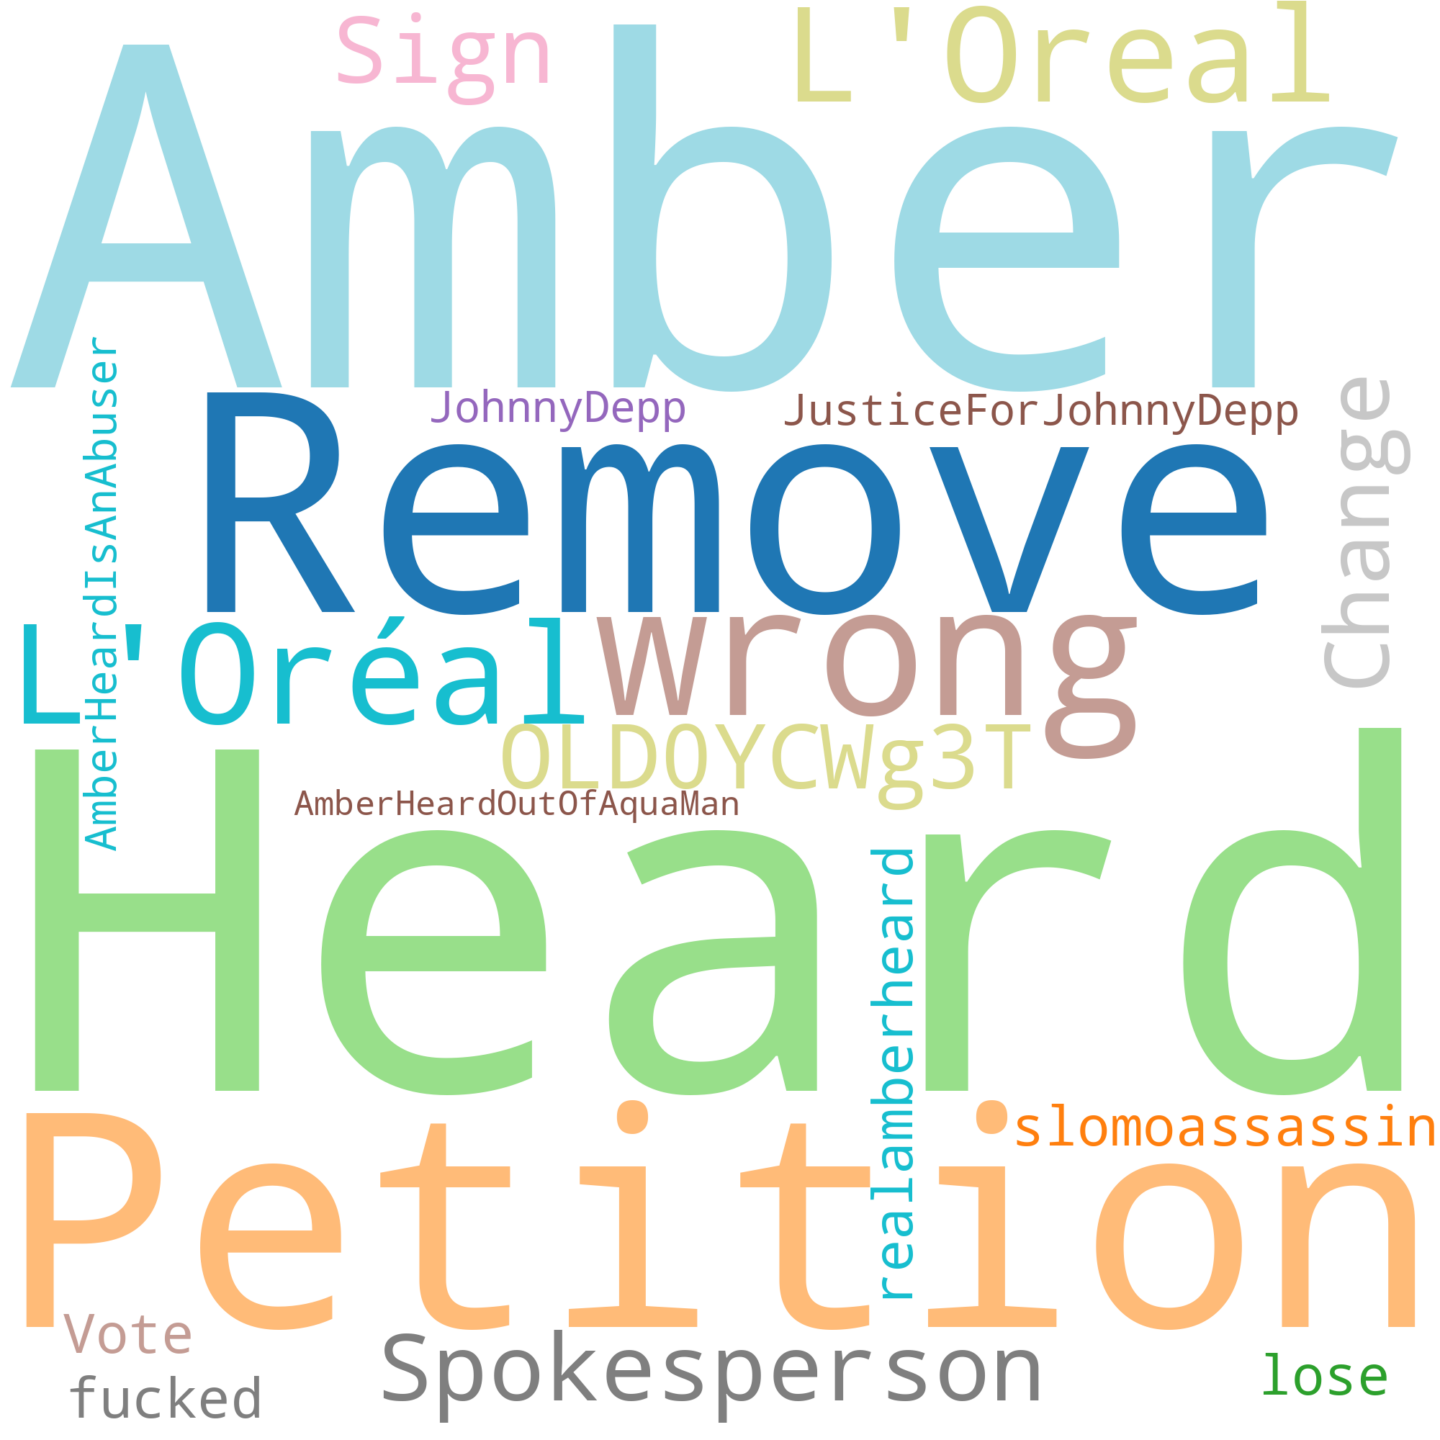 Sign
L'Oreal
Amber
AmberHeardIsAnAbuser
JohnnyDepp
JusticeForJohnnyDepp
Change
Remove
L'Oréal
wrong
OLD0YCWg3T
AmberHeardOutOfAquaMan
Heard
realamberheard
slomoassassin
Petition
Vote
Spokesperson
fucked
lose